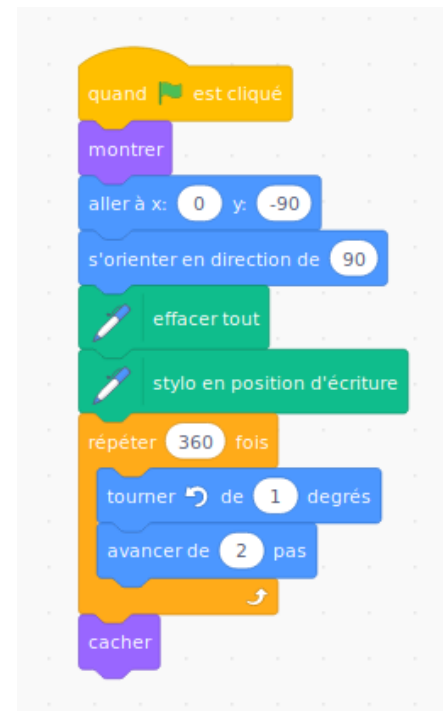 quand est cliqué
montrer
aller à x: 0 y: -90
s'orienter en direction de 90
effacer tout
stylo en position d'écriture
répéter 360 fois
tourner de 1 degrés
avancer de 2 pas
cacher